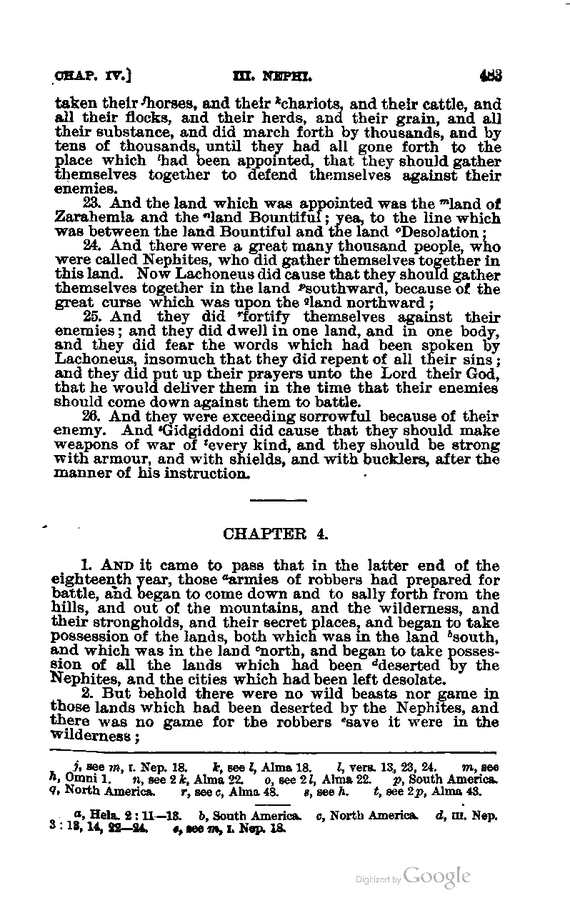 CHAP. IV.] III. NEPHI. 483
taken their ʲhorses, and their ᵏchariots, and their cattle, and
all their flocks, and their herds, and their grain, and all
their substance, and did march forth by thousands, and by
tens of thousands, until they had all gone forth to the
place which ˡhad been appointed, that they should gather
themselves together to defend themselves against their
enemies.
23. And the land which was appointed was the ᵐland of
Zarahemla and the ⁿland Bountiful; yea, to the line which
was between the land Bountiful and the land ᵒDesolation;
24. And there were a great many thousand people, who
were called Nephites, who did gather themselves together in
this land. Now Lachoneus did cause that they should gather
themselves together in the land ᵖsouthward, because of the
great curse which was upon the ᑫland northward;
25. And they did ʳfortify themselves against their
enemies; and they did dwell in one land, and in one body,
and they did fear the words which had been spoken by
Lachoneus, insomuch that they did repent of all their sins;
and they did put up their prayers unto the Lord their God,
that he would deliver them in the time that their enemies
should come down against them to battle.
26. And they were exceeding sorrowful because of their
enemy. And ˢGidgiddoni did cause that they should make
weapons of war of ᵗevery kind, and they should be strong
with armour, and with shields, and with bucklers, after the
manner of his instruction.
CHAPTER 4.
1. AND it came to pass that in the latter end of the
eighteenth year, those ᵃarmies of robbers had prepared for
battle, and began to come down and to sally forth from the
hills, and out of the mountains, and the wilderness, and
their strongholds, and their secret places, and began to take
possession of the lands, both which was in the land ᵇsouth,
and which was in the land ᶜnorth, and began to take posses-
sion of all the lands which had been ᵈdeserted by the
Nephites, and the cities which had been left desolate.
2. But behold there were no wild beasts nor game in
those lands which had been deserted by the Nephites, and
there was no game for the robbers ᵉsave it were in the
wilderness;
j, see m, I. Nep. 18. k, see l, Alma 18. l, vers. 13, 23, 24. m, see
h, Omni 1. n, see 2 k, Alma 22. o, see 2 l, Alma 22. p, South America.
q, North America. r, see c, Alma 48. s, see h. t, see 2 p, Alma 43.
a, Hela. 2:11—13. b, South America. c, North America. d, III. Nep.
3:13, 14, 22—24. e, see m, I. Nep. 18.
Digitized by Google